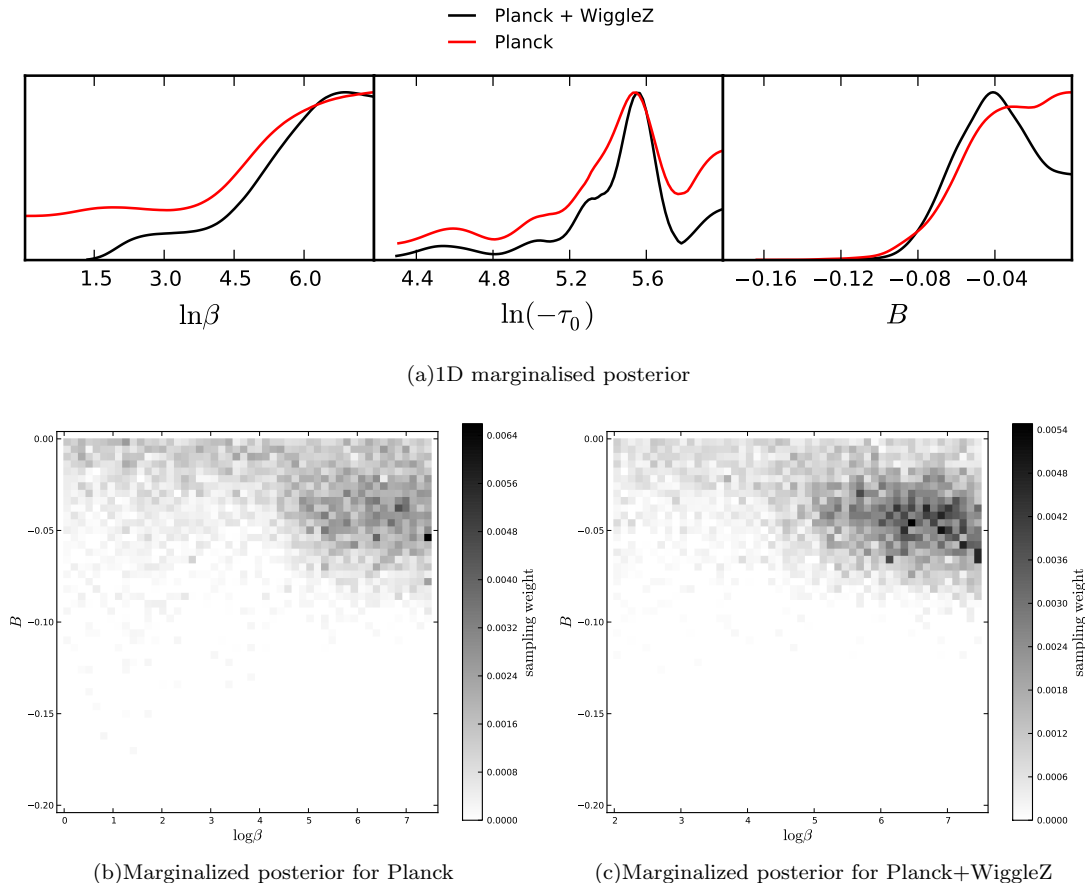 Planck + WiggleZ
Planck
1.5 3.0 4.5 6.0 4.4 4.8 5.2 5.6 −0.16 −0.12 −0.08 −0.04
lnβ ln(−τ₀) B
(a)1D marginalised posterior
0.00
−0.05
−0.10
−0.15
−0.20
B
0 1 2 3 4 5 6 7
logβ
0.0064
0.0056
0.0048
0.0040
0.0032
0.0024
0.0016
0.0008
0.0000
sampling weight
(b)Marginalized posterior for Planck
0.00
−0.05
−0.10
−0.15
−0.20
B
2 3 4 5 6 7
logβ
0.0054
0.0048
0.0042
0.0036
0.0030
0.0024
0.0018
0.0012
0.0006
0.0000
sampling weight
(c)Marginalized posterior for Planck+WiggleZ